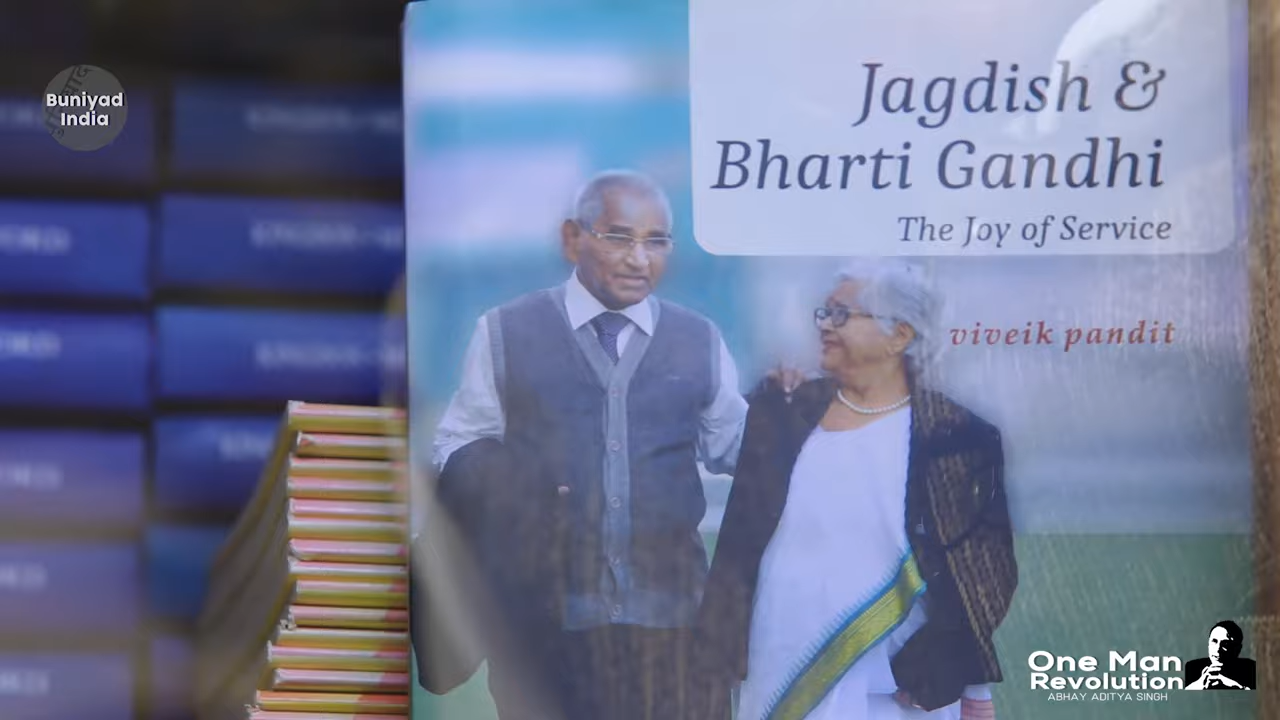 Buniyad
India
Jagdish &
Bharti Gandhi
The Joy of Service
viveik pandit
One Man
Revolution
ABHAY ADITYA SINGH